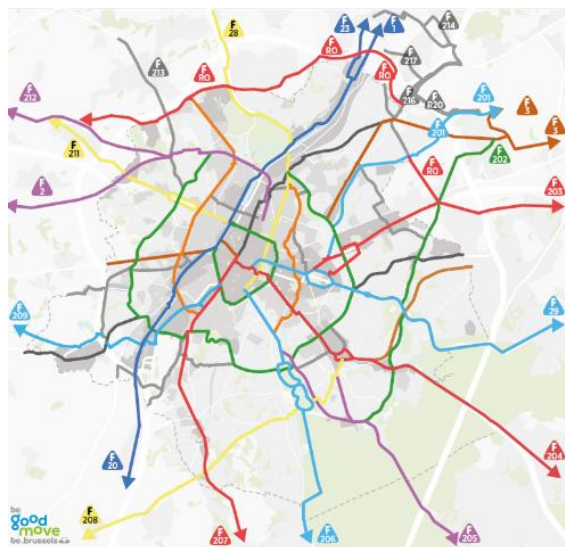 F 23
F 1
F 214
F 28
F RO
F 217
F 213
F RO
F RO
F 212
F 216
F R20
F 201
F 3
F 201
F 3
F 211
F 202
F RO
F 2
F 203
F 209
F 29
F 20
F 204
be
good
move
be.brussels
F 208
F 207
F 206
F 205